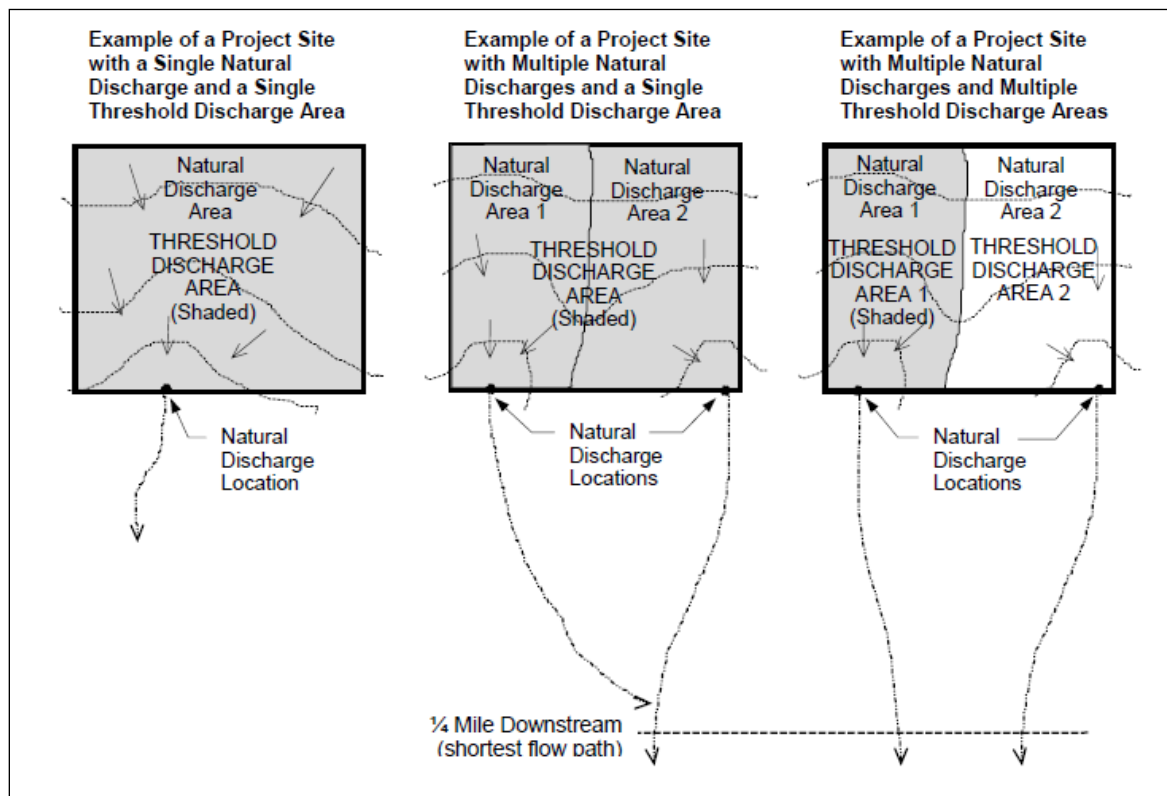 Example of a Project Site
with a Single Natural
Discharge and a Single
Threshold Discharge Area
Natural
Discharge
Area
THRESHOLD
DISCHARGE
AREA
(Shaded)
Natural
Discharge
Location
Example of a Project Site
with Multiple Natural
Discharges and a Single
Threshold Discharge Area
Natural
Discharge
Area 1
Natural
Discharge
Area 2
THRESHOLD
DISCHARGE
AREA
(Shaded)
Natural
Discharge
Locations
Example of a Project Site
with Multiple Natural
Discharges and Multiple
Threshold Discharge Areas
Natural
Discharge
Area 1
Natural
Discharge
Area 2
THRESHOLD
DISCHARGE
AREA 1
(Shaded)
THRESHOLD
DISCHARGE
AREA 2
Natural
Discharge
Locations
¼ Mile Downstream
(shortest flow path)